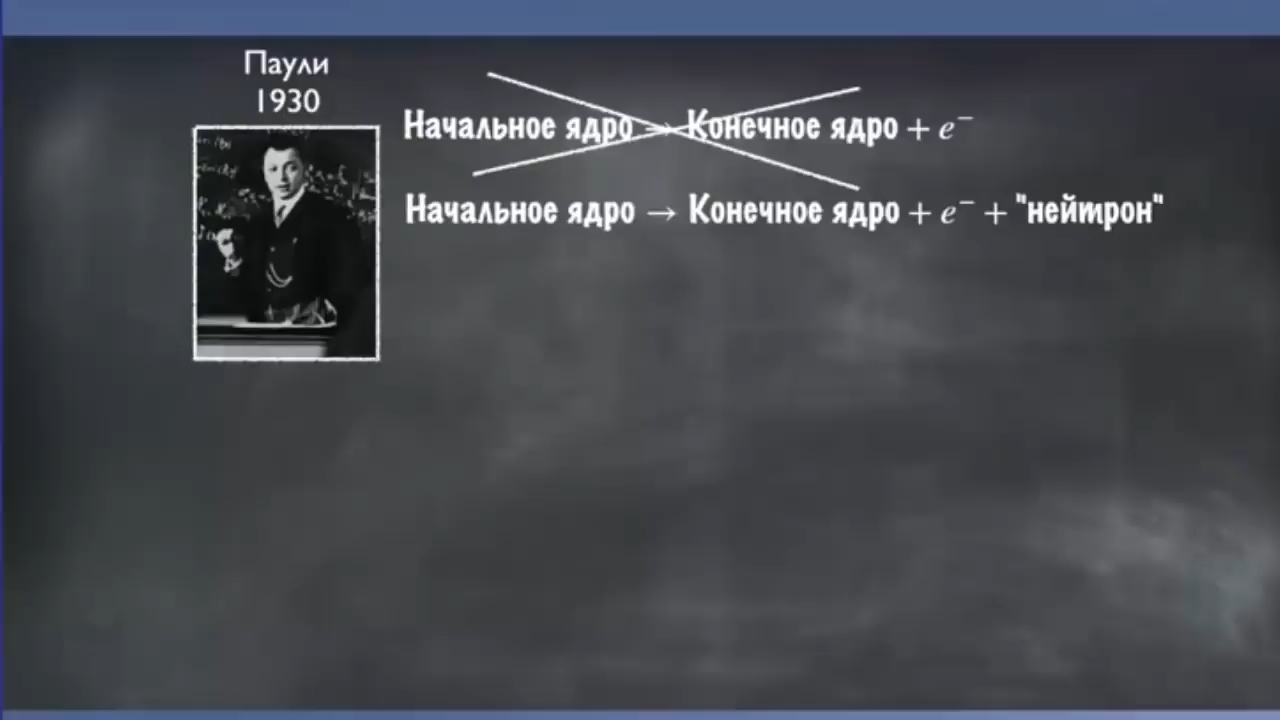 Паули
1930
Начальное ядро → Конечное ядро + e⁻
Начальное ядро → Конечное ядро + e⁻ + "нейтрон"